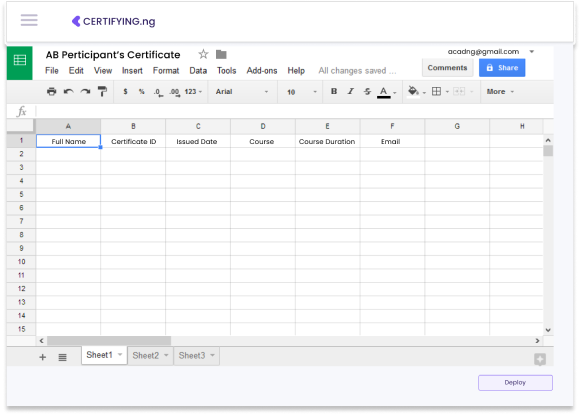 CERTIFYING.ng
AB Perticipant's Certificate
acadng@gmail.com
File Edit View Insert Format Data Tools Add-ons Help All changes saved ...
Comments Share
$ % .0 .00 123 Arial 10 B I S A More
fx
A B C D E F G H
1 Full Name Certificate ID Issued Date Course Course Duration Email
2
3
4
5
6
7
8
9
10
11
12
13
14
15
Sheet1 Sheet2 Sheet3
Deploy